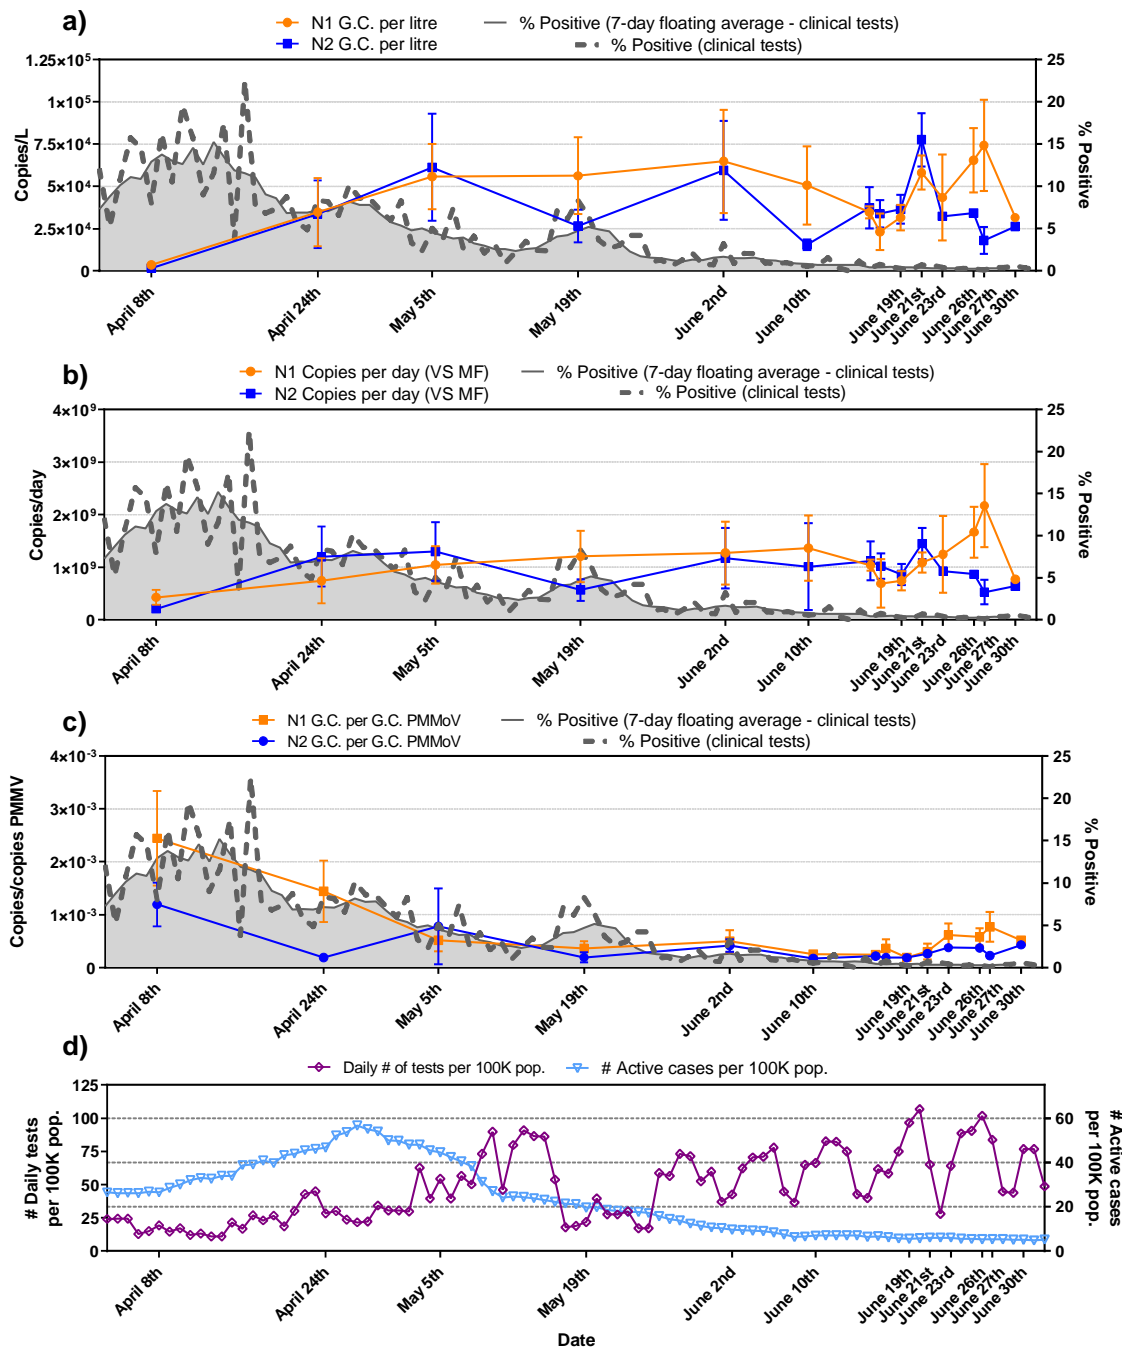 a)
N1 G.C. per litre
% Positive (7-day floating average - clinical tests)
N2 G.C. per litre
% Positive (clinical tests)
1.25×10⁵
1×10⁵
7.5×10⁴
5×10⁴
2.5×10⁴
0
Copies/L
25
20
15
10
5
0
% Positive
April 8th
April 24th
May 5th
May 19th
June 2nd
June 10th
June 19th
June 21st
June 23rd
June 26th
June 27th
June 30th
b)
N1 Copies per day (VS MF)
% Positive (7-day floating average - clinical tests)
N2 Copies per day (VS MF)
% Positive (clinical tests)
4×10⁹
3×10⁹
2×10⁹
1×10⁹
0
Copies/day
25
20
15
10
5
0
% Positive
April 8th
April 24th
May 5th
May 19th
June 2nd
June 10th
June 19th
June 21st
June 23rd
June 26th
June 27th
June 30th
c)
N1 G.C. per G.C. PMMoV
% Positive (7-day floating average - clinical tests)
N2 G.C. per G.C. PMMoV
% Positive (clinical tests)
4×10⁻³
3×10⁻³
2×10⁻³
1×10⁻³
0
Copies/copies PMMV
25
20
15
10
5
0
% Positive
April 8th
April 24th
May 5th
May 19th
June 2nd
June 10th
June 19th
June 21st
June 23rd
June 26th
June 27th
June 30th
d)
Daily # of tests per 100K pop.
# Active cases per 100K pop.
125
100
75
50
25
0
# Daily tests
per 100K pop.
60
40
20
0
# Active cases
per 100K pop.
April 8th
April 24th
May 5th
May 19th
June 2nd
June 10th
June 19th
June 21st
June 23rd
June 26th
June 27th
June 30th
Date